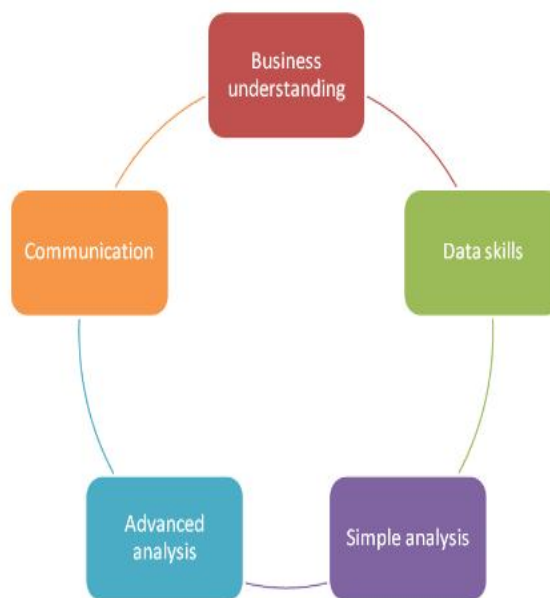 Business
understanding
Data skills
Simple analysis
Advanced
analysis
Communication